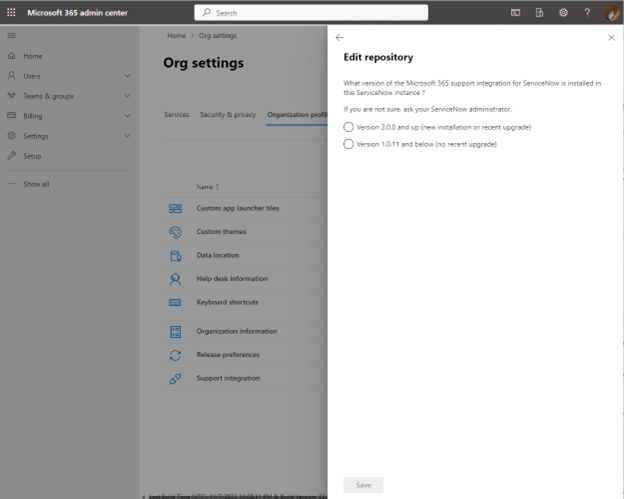 Microsoft 365 admin center
Search
?
Home
Users
Teams & groups
Billing
Settings
Setup
Show all
Home > Org settings
Org settings
Services
Security & privacy
Organization profil
Name ↑
Custom app launcher tiles
Custom themes
Data location
Help desk information
Keyboard shortcuts
Organization information
Release preferences
Support integration
Edit repository
What version of the Microsoft 365 support integration for ServiceNow is installed in
this ServiceNow instance ?
If you are not sure, ask your ServiceNow administrator.
Version 2.0.0 and up (new installation or recent upgrade)
Version 1.0.11 and below (no recent upgrade)
Save